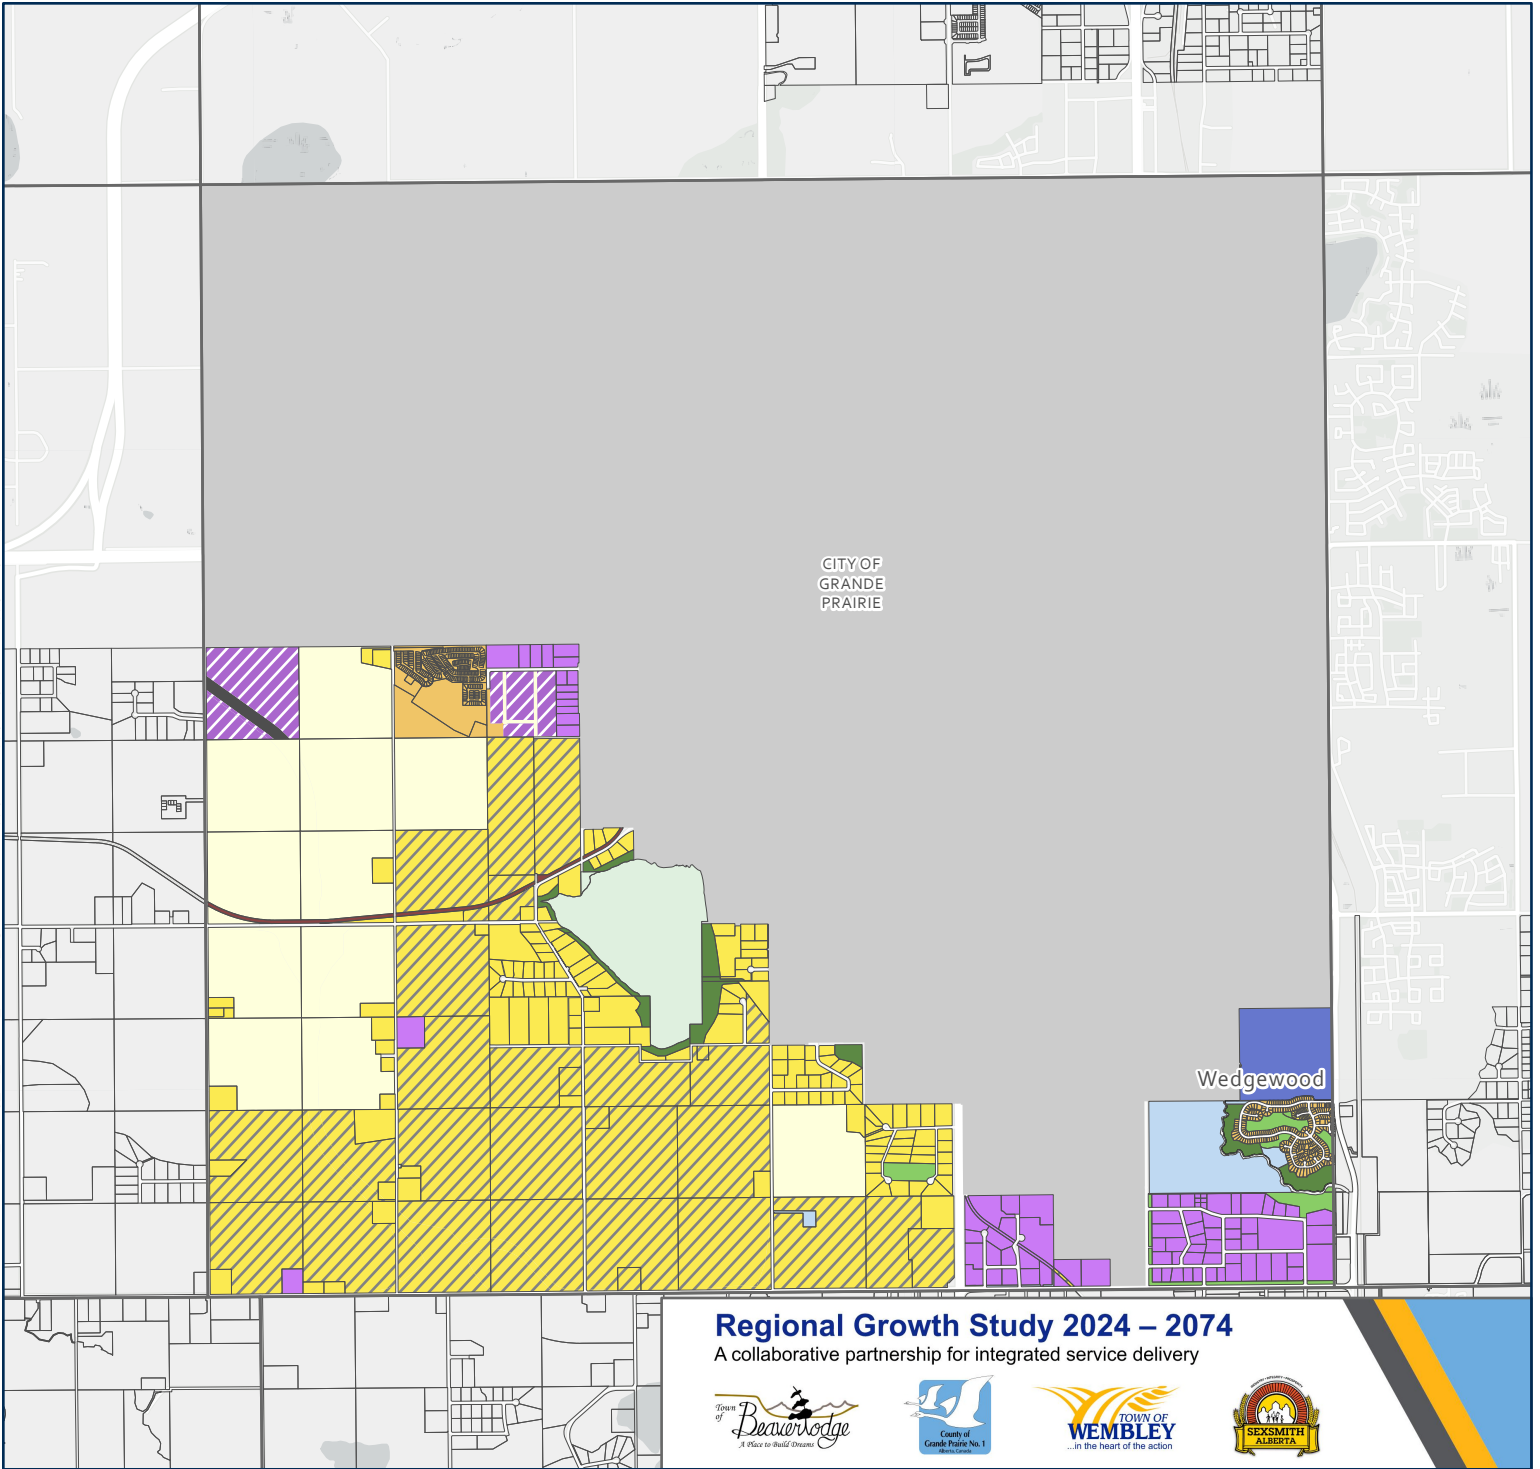 CITY OF
GRANDE
PRAIRIE
Wedgewood
Regional Growth Study 2024 – 2074
A collaborative partnership for integrated service delivery
Town
of
Beaverlodge
A Place to Build Dreams
County of
Grande Prairie No. 1
Alberta, Canada
TOWN OF
WEMBLEY
...in the heart of the action
SEXSMITH
ALBERTA